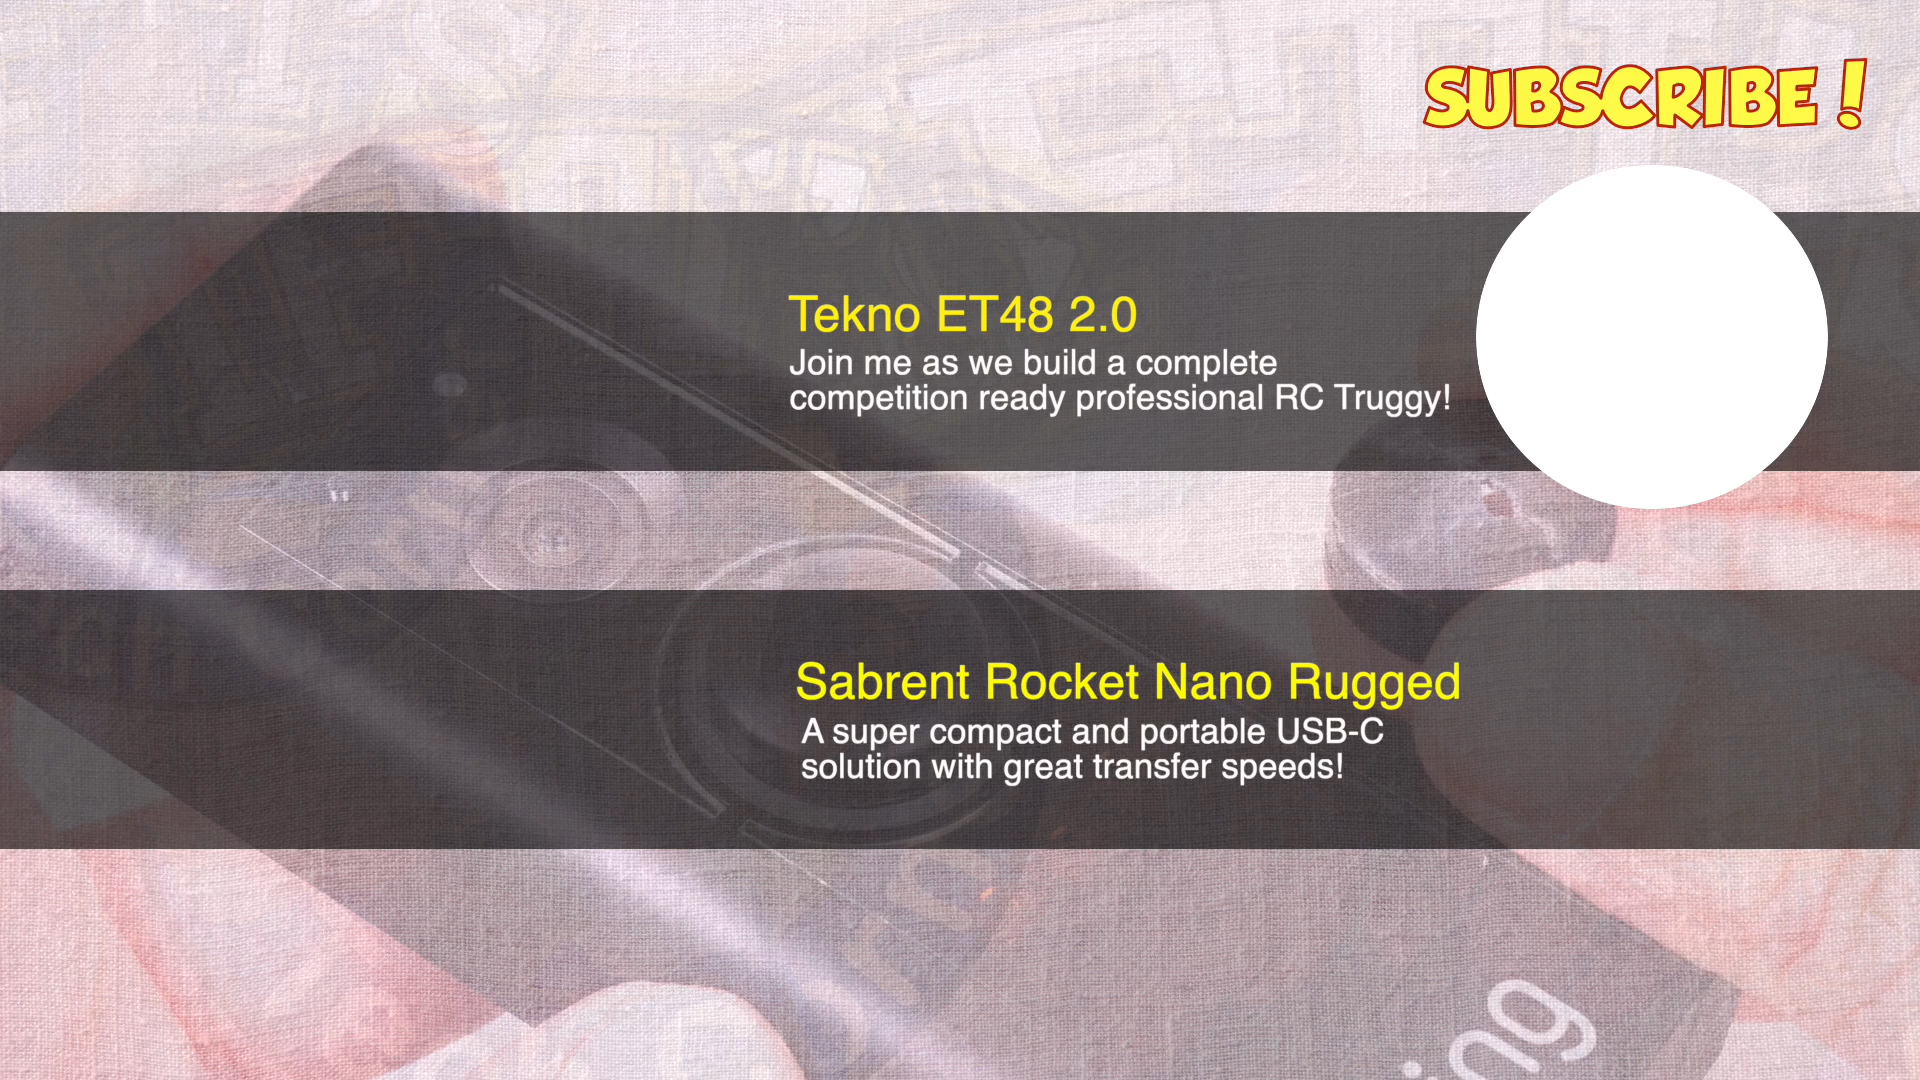 SUBSCRIBE!
Tekno ET48 2.0
Join me as we build a complete
competition ready professional RC Truggy!
Sabrent Rocket Nano Rugged
A super compact and portable USB-C
solution with great transfer speeds!
ing